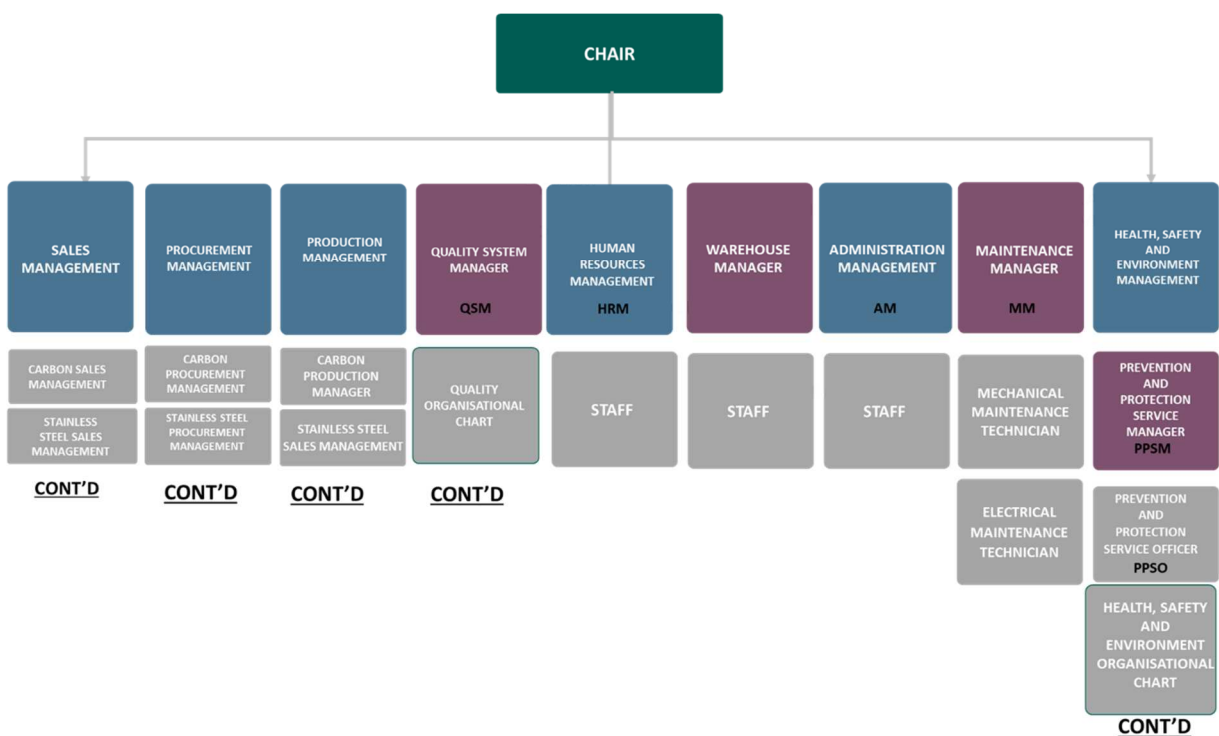 CHAIR
SALES
MANAGEMENT
PROCUREMENT
MANAGEMENT
PRODUCTION
MANAGEMENT
QUALITY SYSTEM
MANAGER
QSM
HUMAN
RESOURCES
MANAGEMENT
HRM
WAREHOUSE
MANAGER
ADMINISTRATION
MANAGEMENT
AM
MAINTENANCE
MANAGER
MM
HEALTH, SAFETY
AND
ENVIRONMENT
MANAGEMENT
CARBON SALES
MANAGEMENT
STAINLESS
STEEL SALES
MANAGEMENT
CONT'D
CARBON
PROCUREMENT
MANAGEMENT
STAINLESS STEEL
PROCUREMENT
MANAGEMENT
CONT'D
CARBON
PRODUCTION
MANAGER
STAINLESS STEEL
SALES MANAGEMENT
CONT'D
QUALITY
ORGANISATIONAL
CHART
CONT'D
STAFF
STAFF
STAFF
MECHANICAL
MAINTENANCE
TECHNICIAN
ELECTRICAL
MAINTENANCE
TECHNICIAN
PREVENTION
AND
PROTECTION
SERVICE
MANAGER
PPSM
PREVENTION
AND
PROTECTION
SERVICE OFFICER
PPSO
HEALTH, SAFETY
AND
ENVIRONMENT
ORGANISATIONAL
CHART
CONT'D